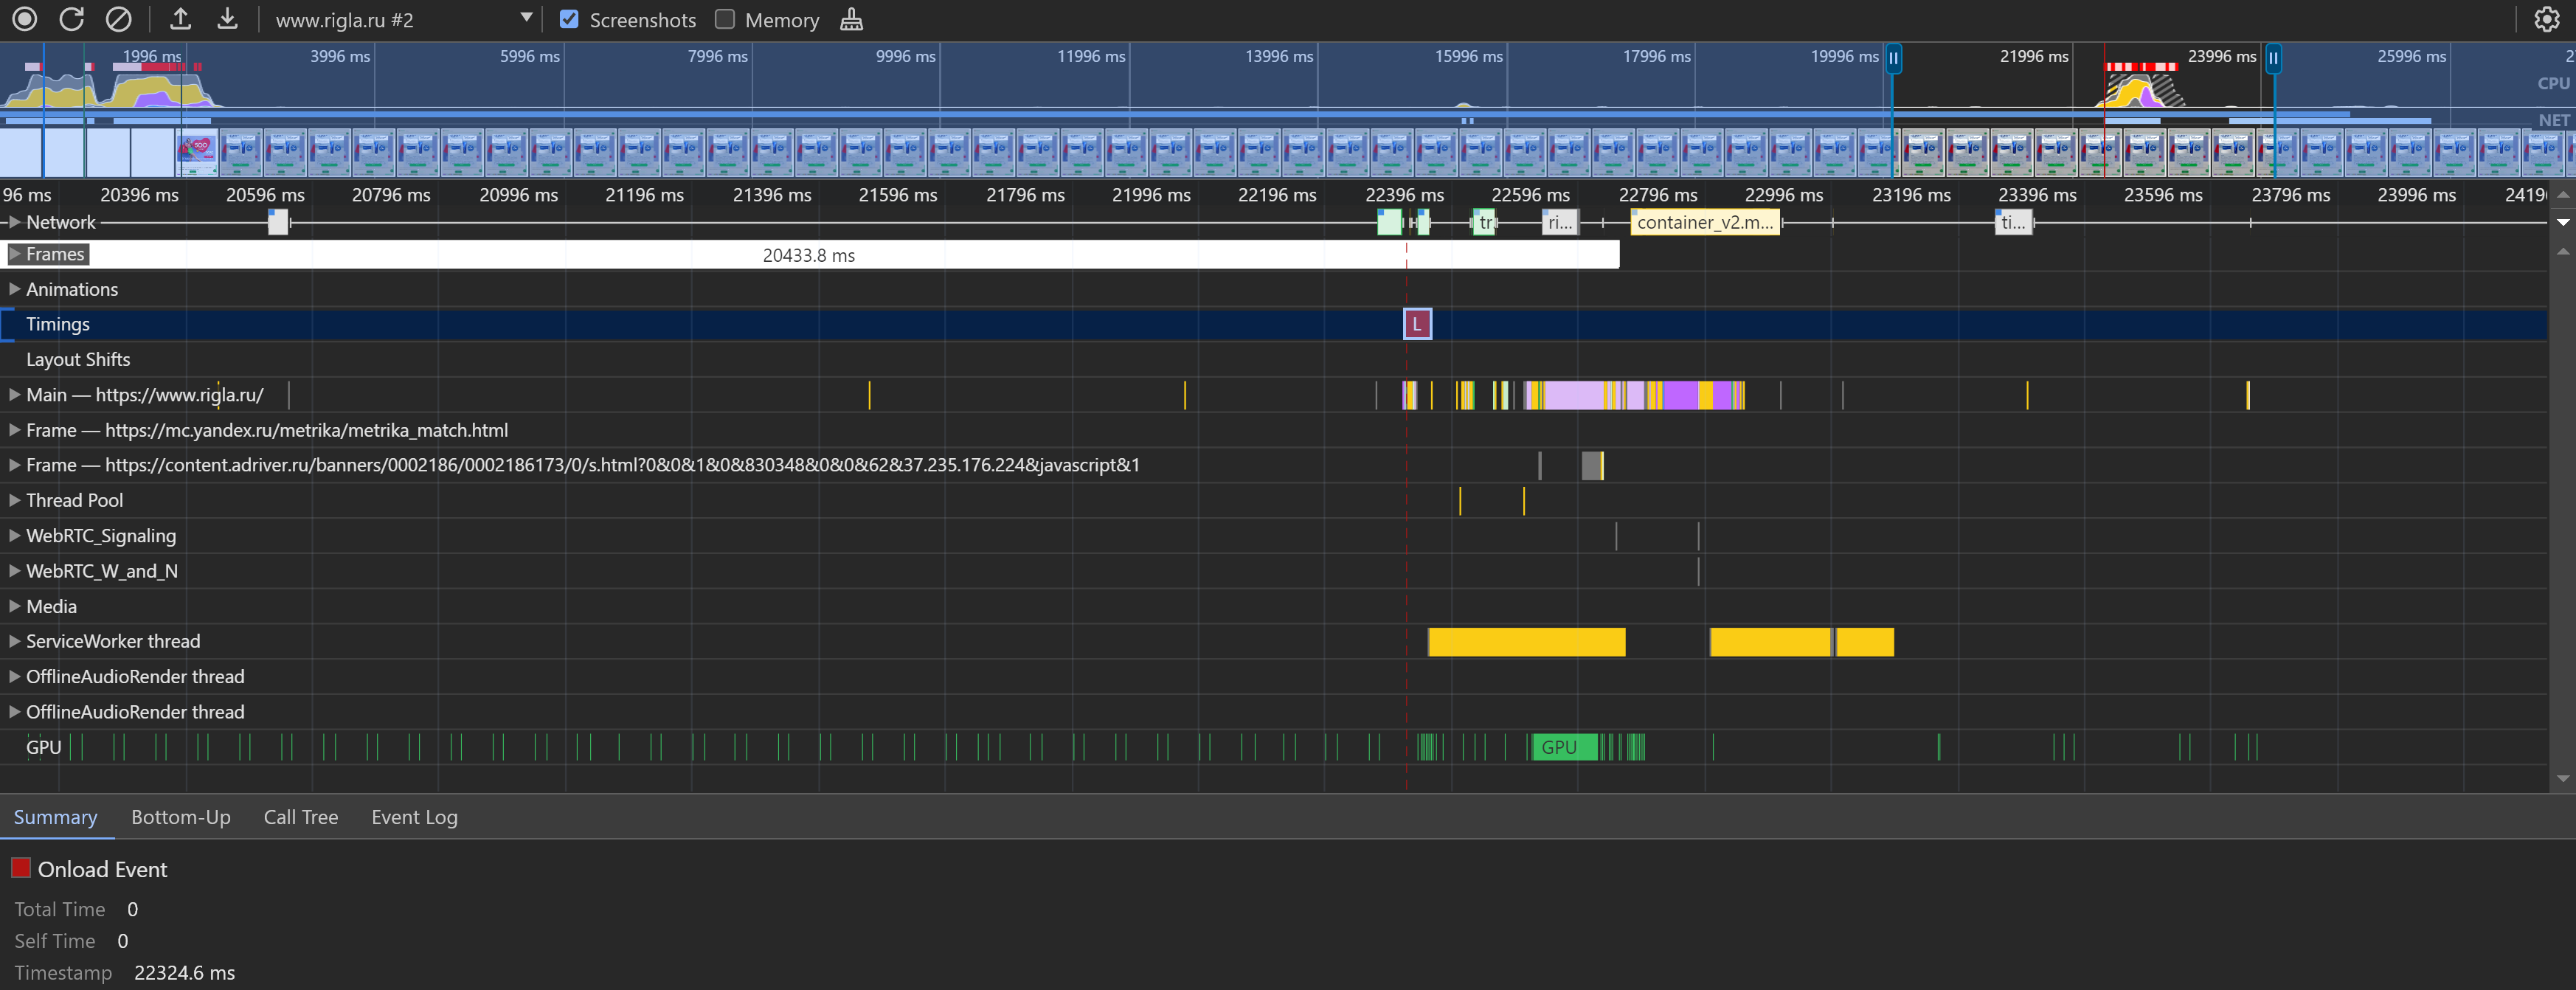 www.rigla.ru #2 Screenshots Memory
1996 ms 3996 ms 5996 ms 7996 ms 9996 ms 11996 ms 13996 ms 15996 ms 17996 ms 19996 ms 21996 ms 23996 ms 25996 ms 2
CPU
NET
96 ms 20396 ms 20596 ms 20796 ms 20996 ms 21196 ms 21396 ms 21596 ms 21796 ms 21996 ms 22196 ms 22396 ms 22596 ms 22796 ms 22996 ms 23196 ms 23396 ms 23596 ms 23796 ms 23996 ms 2419
Network tr ri... container_v2.m... ti...
Frames 20433.8 ms
Animations
Timings L
Layout Shifts
Main — https://www.rigla.ru/
Frame — https://mc.yandex.ru/metrika/metrika_match.html
Frame — https://content.adriver.ru/banners/0002186/0002186173/0/s.html?0&0&1&0&830348&0&0&62&37.235.176.224&javascript&1
Thread Pool
WebRTC_Signaling
WebRTC_W_and_N
Media
ServiceWorker thread
OfflineAudioRender thread
OfflineAudioRender thread
GPU GPU
Summary Bottom-Up Call Tree Event Log
Onload Event
Total Time 0
Self Time 0
Timestamp 22324.6 ms